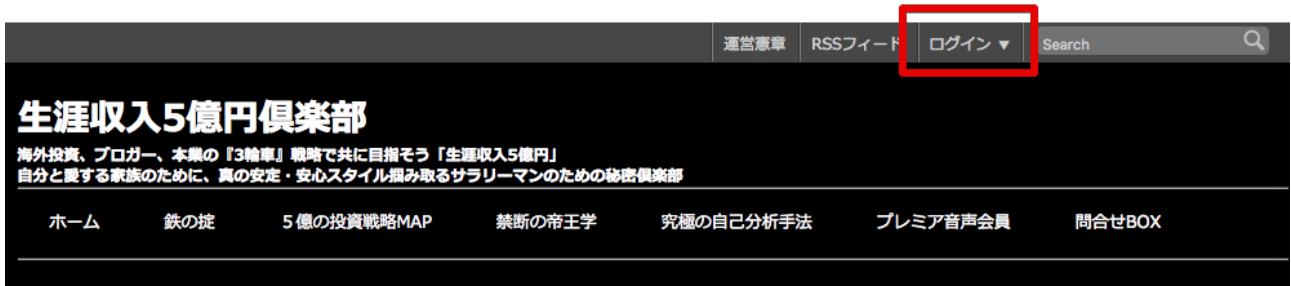 運営憲章 RSSフィード ログイン ▼ Search
生涯収入5億円倶楽部
海外投資、ブロガー、本業の『3輪車』戦略で共に目指そう「生涯収入5億円」
自分と愛する家族のために、真の安定・安心スタイル掴み取るサラリーマンのための秘密倶楽部
ホーム 鉄の掟 5億の投資戦略MAP 禁断の帝王学 究極の自己分析手法 プレミア音声会員 問合せBOX